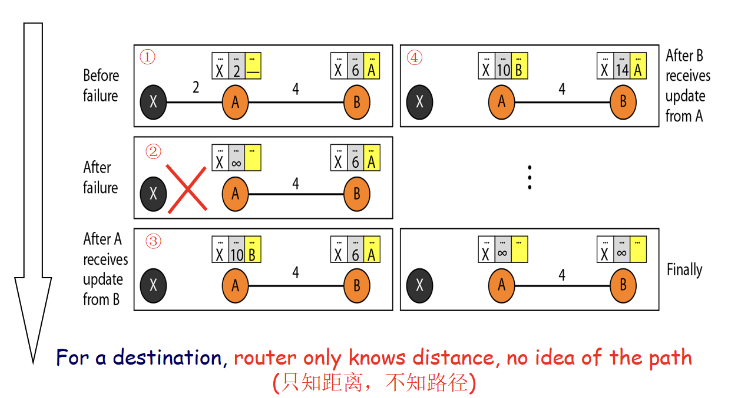 ①
Before
failure
X
2
...
X 2 —
A
4
...
X 6 A
B
②
After
failure
X
...
X ∞
A
4
...
X 6 A
B
③
After A
receives
update
from B
X
...
X 10 B
A
4
...
X 6 A
B
④
X
...
X 10 B
A
4
...
X 14 A
B
After B
receives
update
from A
⋮
X
...
X ∞
A
4
...
X ∞
B
Finally
For a destination, router only knows distance, no idea of the path
(只知距离，不知路径)